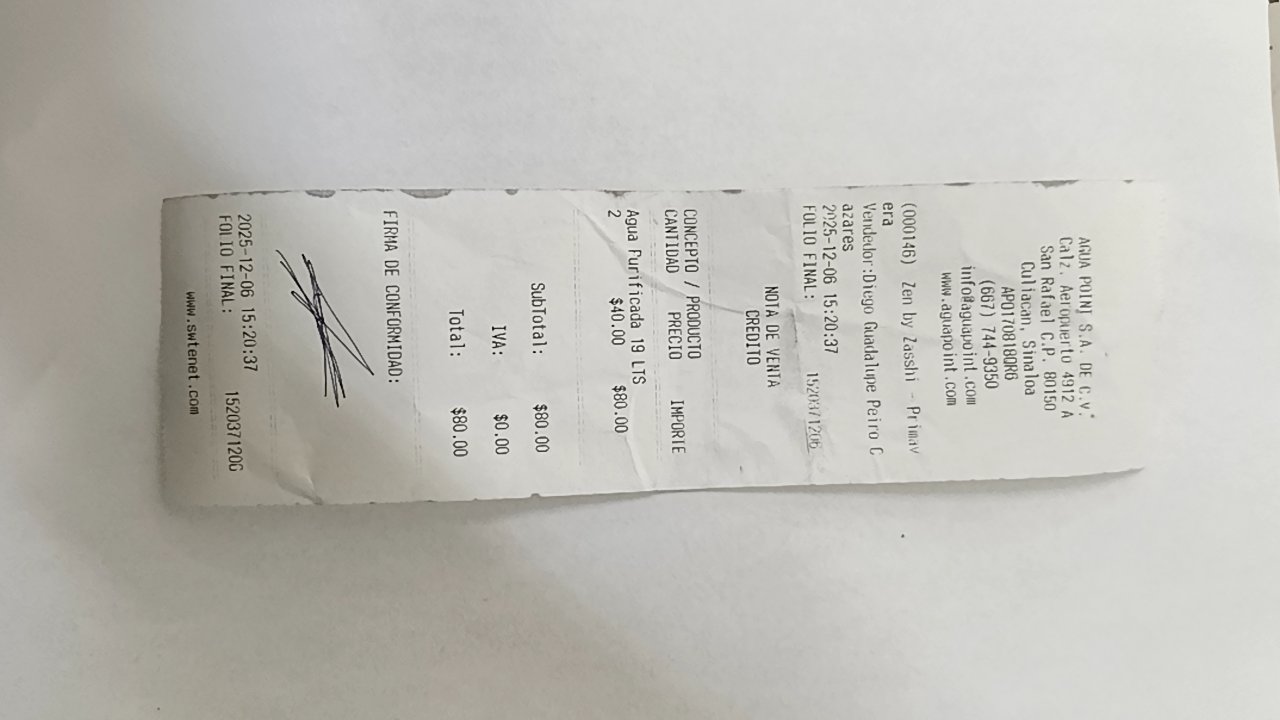 AGUA POINT S.A. DE C.V.
Calz. Aeropuerto 4912 A
San Rafael C.P. 80150
Culiacan, Sinaloa
APO170818QR6
(667) 744-9350
info@aguapoint.com
www.aguapoint.com
(000146) Zen by Zasshi - Primav
era
Vendedor:Diego Guadalupe Peiro C
azares
2025-12-06 15:20:37
FOLIO FINAL: 1520371206
NOTA DE VENTA
CREDITO
CONCEPTO / PRODUCTO
CANTIDAD PRECIO IMPORTE
Agua Purificada 19 LTS
2 $40.00 $80.00
SubTotal: $80.00
IVA: $0.00
Total: $80.00
FIRMA DE CONFORMIDAD:
2025-12-06 15:20:37
FOLIO FINAL: 1520371206
www.swtenet.com